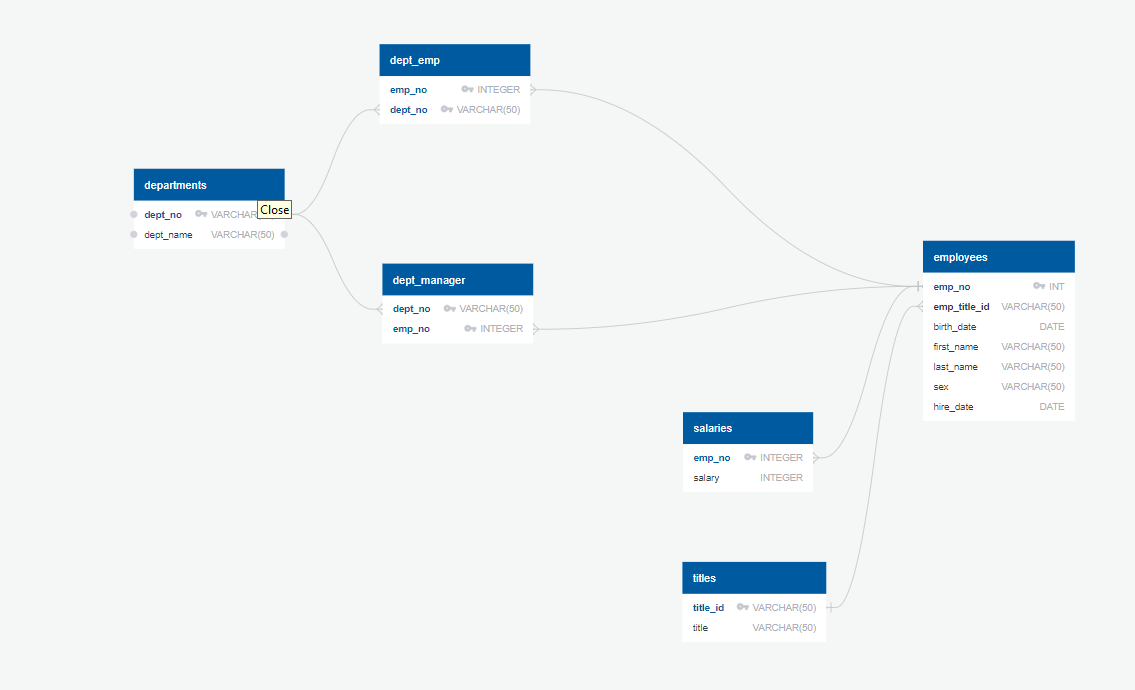 dept_emp
emp_no INTEGER
dept_no VARCHAR(50)
departments
dept_no VARCHAR
Close
dept_name VARCHAR(50)
dept_manager
dept_no VARCHAR(50)
emp_no INTEGER
employees
emp_no INT
emp_title_id VARCHAR(50)
birth_date DATE
first_name VARCHAR(50)
last_name VARCHAR(50)
sex VARCHAR(50)
hire_date DATE
salaries
emp_no INTEGER
salary INTEGER
titles
title_id VARCHAR(50)
title VARCHAR(50)